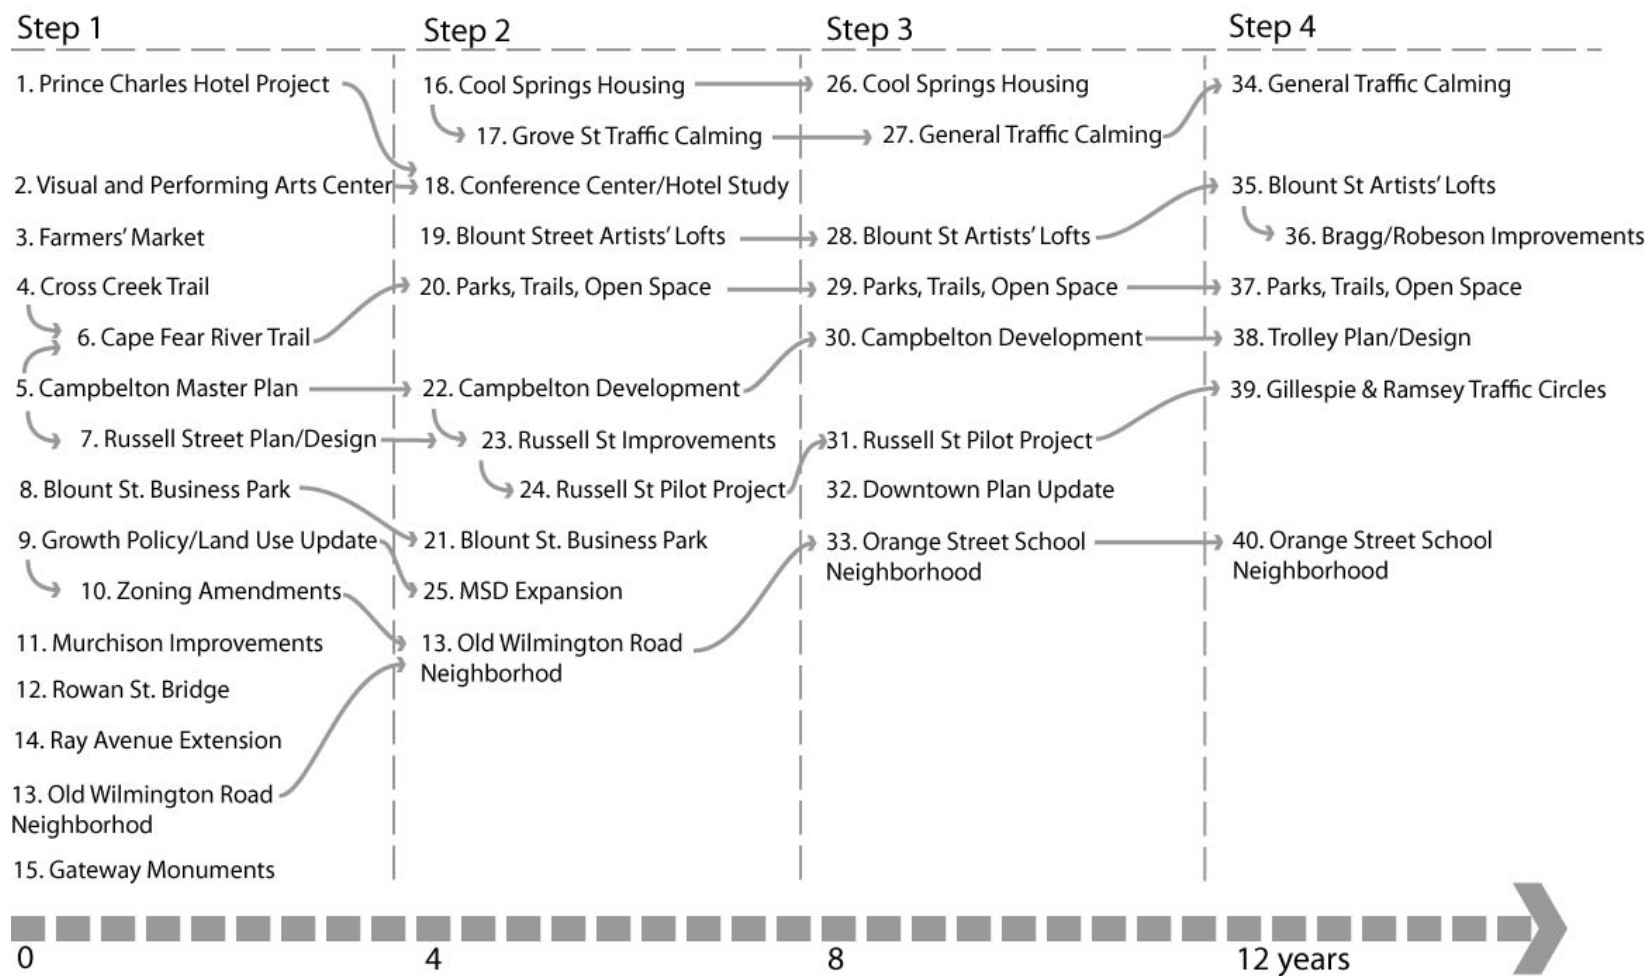 Step 1
1. Prince Charles Hotel Project
2. Visual and Performing Arts Center
3. Farmers' Market
4. Cross Creek Trail
6. Cape Fear River Trail
5. Campbelton Master Plan
7. Russell Street Plan/Design
8. Blount St. Business Park
9. Growth Policy/Land Use Update
10. Zoning Amendments
11. Murchison Improvements
12. Rowan St. Bridge
14. Ray Avenue Extension
13. Old Wilmington Road
Neighborhod
15. Gateway Monuments
Step 2
16. Cool Springs Housing
17. Grove St Traffic Calming
18. Conference Center/Hotel Study
19. Blount Street Artists' Lofts
20. Parks, Trails, Open Space
22. Campbelton Development
23. Russell St Improvements
24. Russell St Pilot Project
21. Blount St. Business Park
25. MSD Expansion
13. Old Wilmington Road
Neighborhod
Step 3
26. Cool Springs Housing
27. General Traffic Calming
28. Blount St Artists' Lofts
29. Parks, Trails, Open Space
30. Campbelton Development
31. Russell St Pilot Project
32. Downtown Plan Update
33. Orange Street School
Neighborhood
Step 4
34. General Traffic Calming
35. Blount St Artists' Lofts
36. Bragg/Robeson Improvements
37. Parks, Trails, Open Space
38. Trolley Plan/Design
39. Gillespie & Ramsey Traffic Circles
40. Orange Street School
Neighborhood
0 4 8 12 years